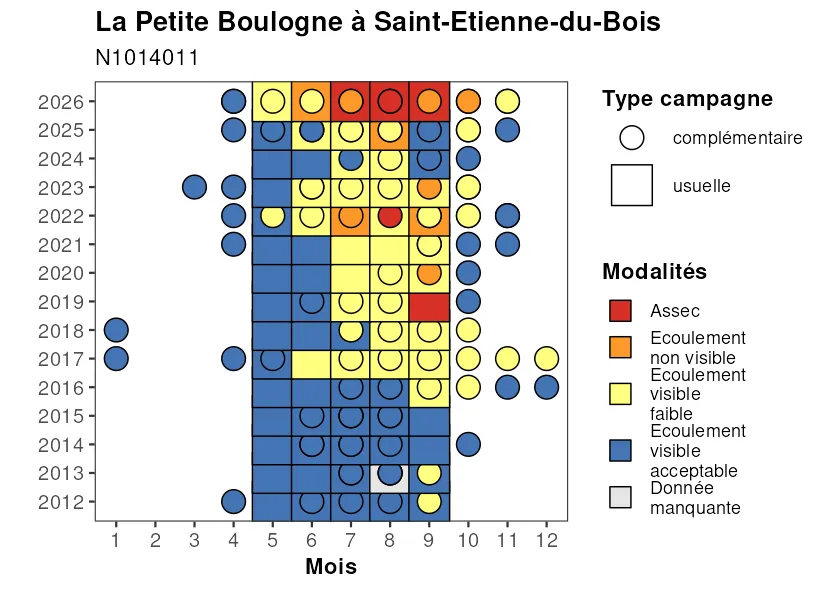 La Petite Boulogne à Saint-Etienne-du-Bois
N1014011
2026
2025
2024
2023
2022
2021
2020
2019
2018
2017
2016
2015
2014
2013
2012
1 2 3 4 5 6 7 8 9 10 11 12
Mois
Type campagne
complémentaire
usuelle
Modalités
Assec
Ecoulement
non visible
Ecoulement
visible
faible
Ecoulement
visible
acceptable
Donnée
manquante